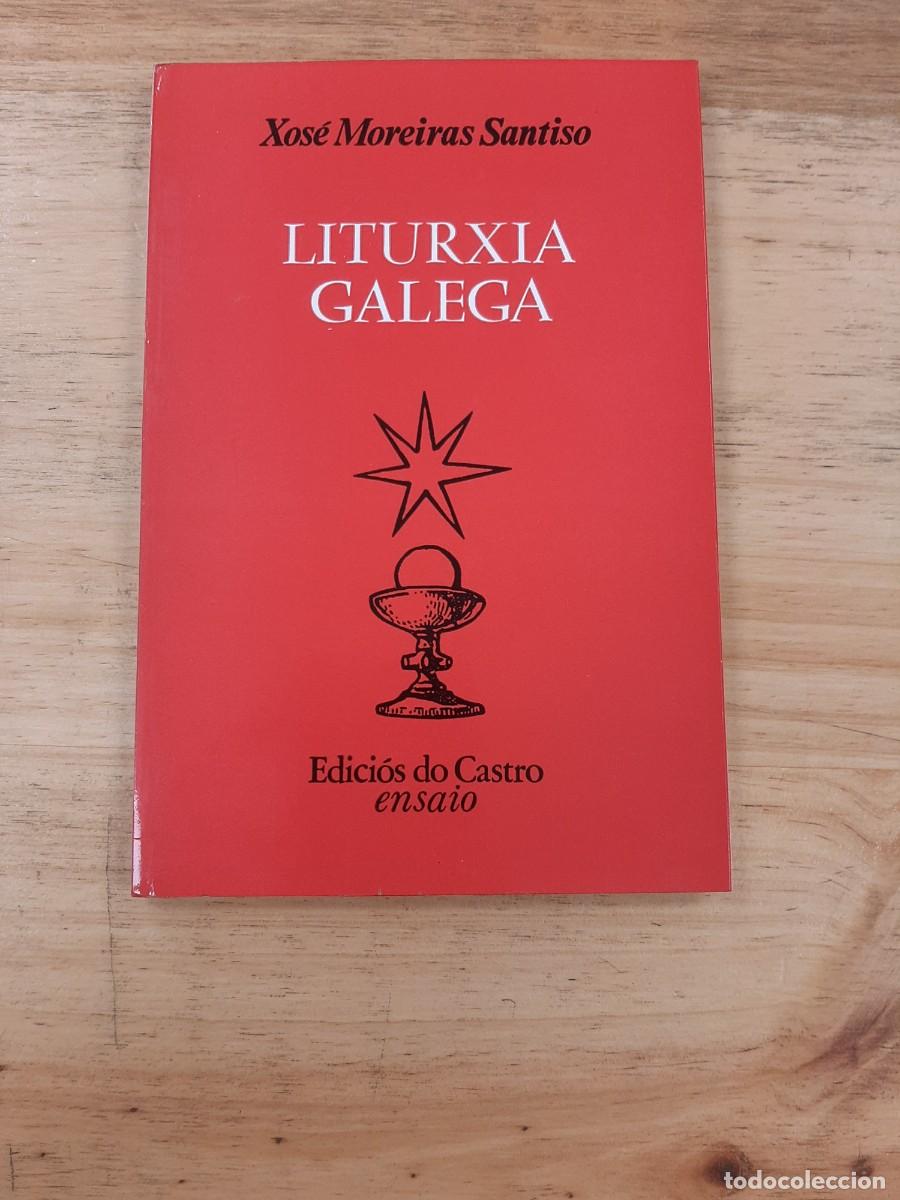 Xosé Moreiras Santiso
LITURXIA
GALEGA
Ediciós do Castro
ensaio
todocoleccion